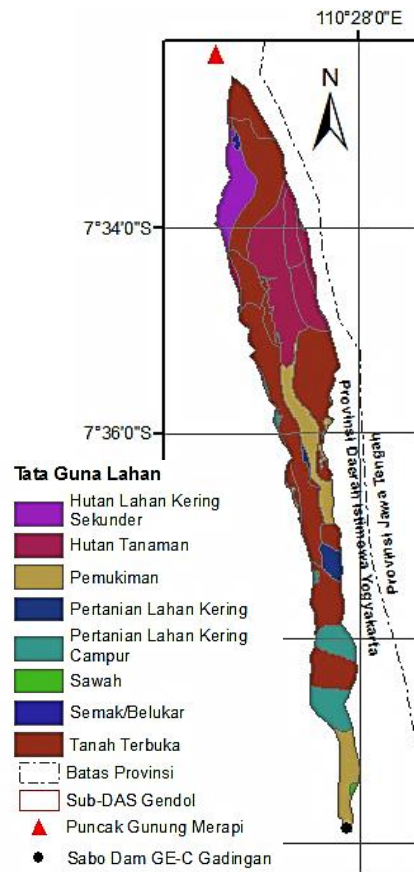 110°28'0"E
N
7°34'0"S
7°36'0"S
Provinsi Daerah Istimewa Yogyakarta
Provinsi Jawa Tengah
Tata Guna Lahan
Hutan Lahan Kering
Sekunder
Hutan Tanaman
Pemukiman
Pertanian Lahan Kering
Pertanian Lahan Kering
Campur
Sawah
Semak/Belukar
Tanah Terbuka
Batas Provinsi
Sub-DAS Gendol
Puncak Gunung Merapi
Sabo Dam GE-C Gadingan